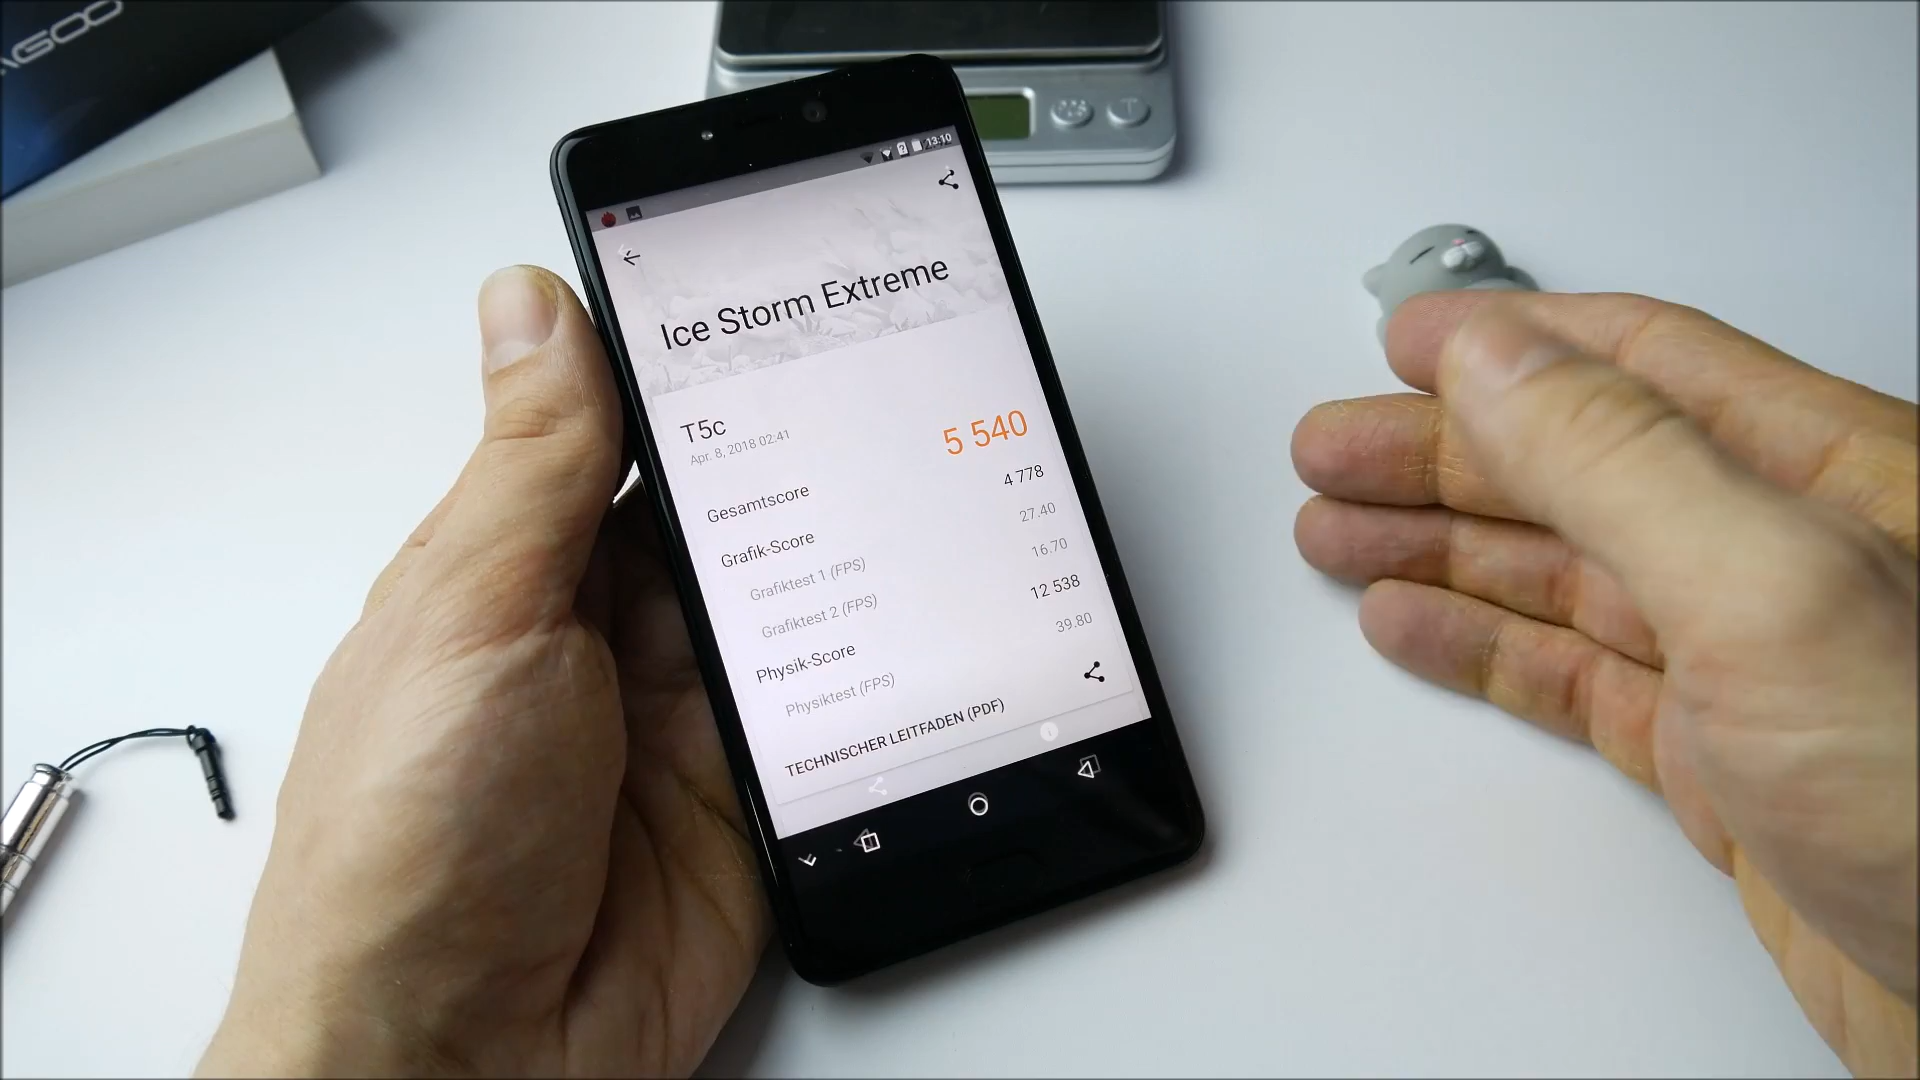 AGOO
T
13:10
Ice Storm Extreme
T5c
Apr. 8, 2018 02:41
Gesamtscore 5 540
Grafik-Score 4 778
Grafiktest 1 (FPS) 27.40
Grafiktest 2 (FPS) 16.70
Physik-Score 12 538
Physiktest (FPS) 39.80
TECHNISCHER LEITFADEN (PDF)